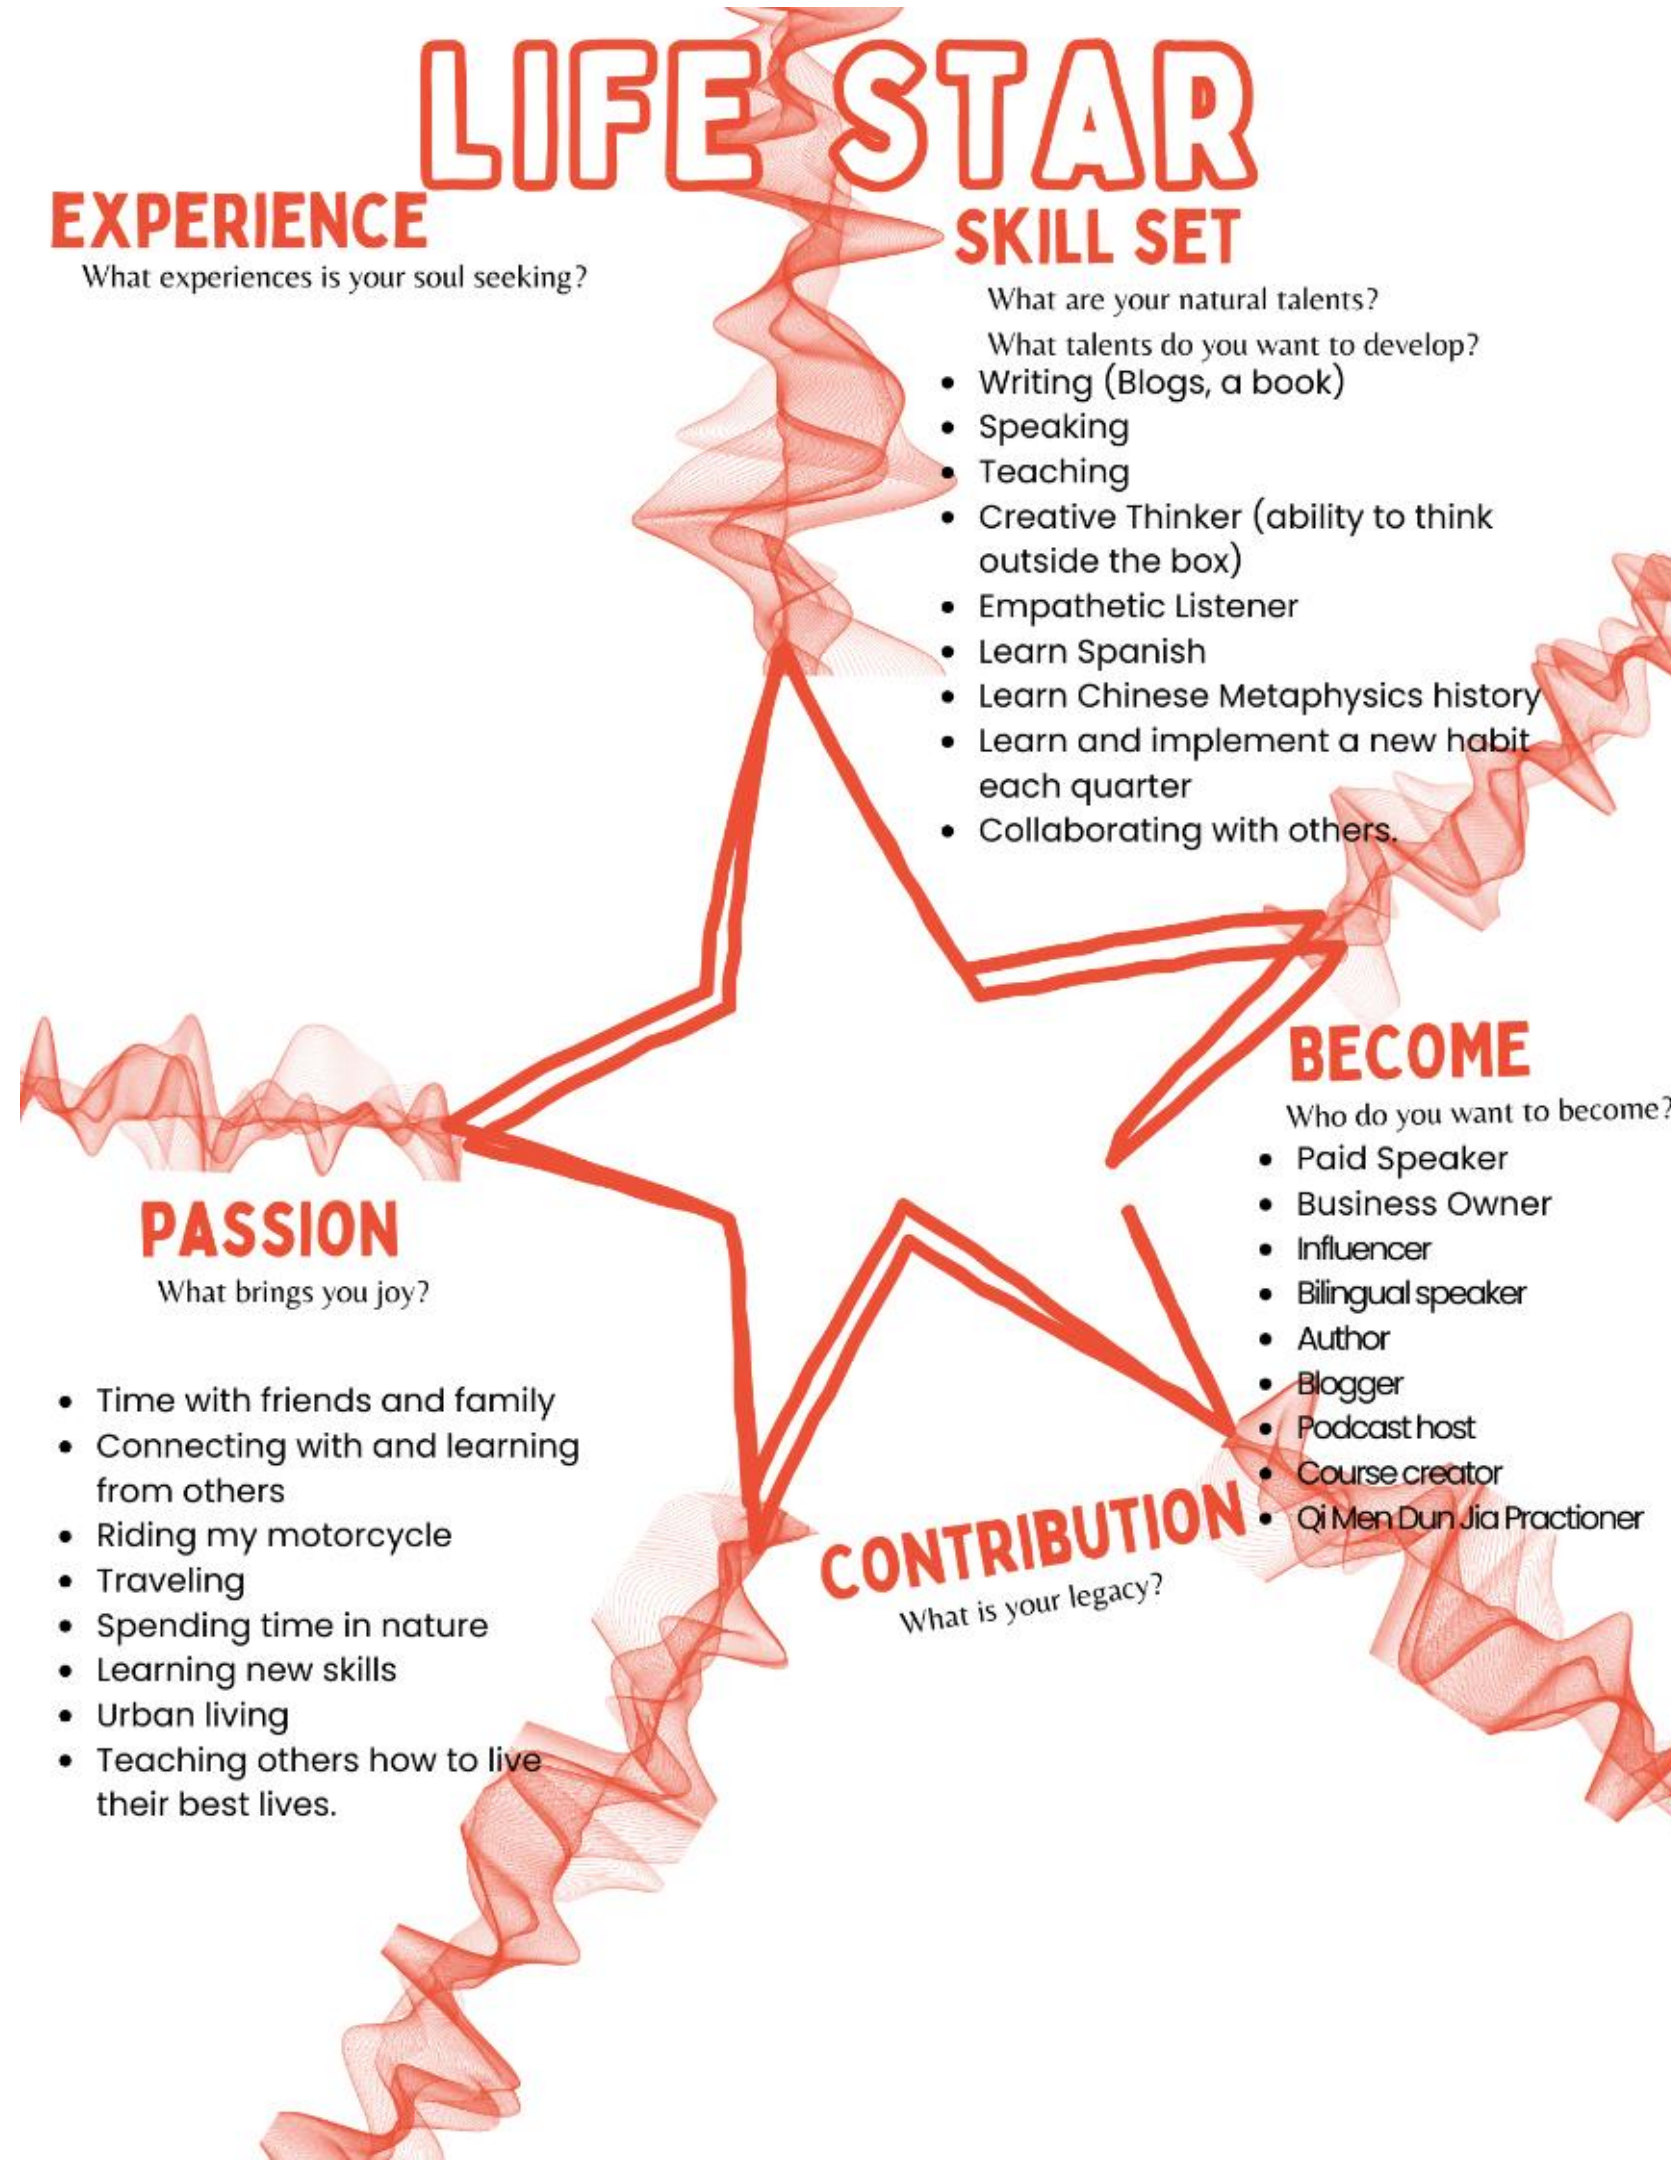 LIFE STAR
EXPERIENCE
What experiences is your soul seeking?
SKILL SET
What are your natural talents?
What talents do you want to develop?
• Writing (Blogs, a book)
• Speaking
• Teaching
• Creative Thinker (ability to think
outside the box)
• Empathetic Listener
• Learn Spanish
• Learn Chinese Metaphysics history
• Learn and implement a new habit
each quarter
• Collaborating with others.
BECOME
Who do you want to become?
• Paid Speaker
• Business Owner
• Influencer
• Bilingual speaker
• Author
• Blogger
• Podcast host
• Course creator
• Qi Men Dun Jia Practioner
PASSION
What brings you joy?
• Time with friends and family
• Connecting with and learning
from others
• Riding my motorcycle
• Traveling
• Spending time in nature
• Learning new skills
• Urban living
• Teaching others how to live
their best lives.
CONTRIBUTION
What is your legacy?